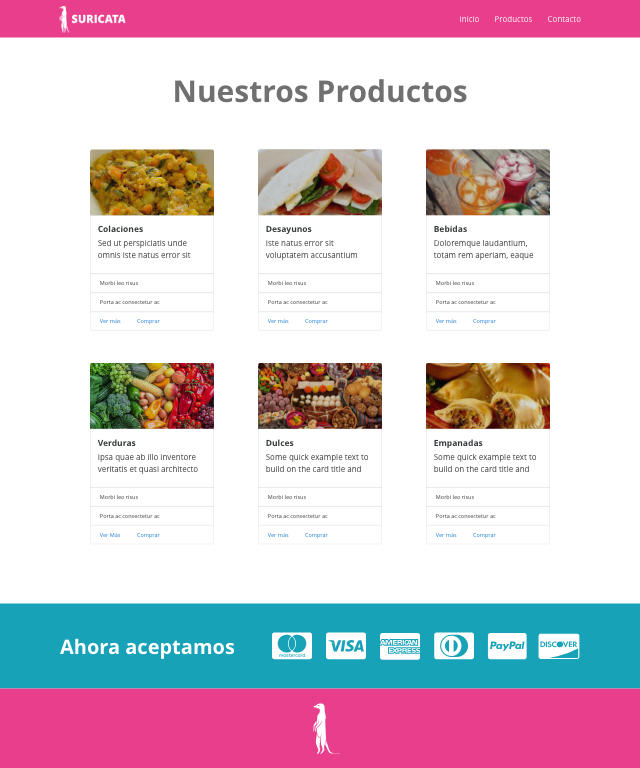 SURICATA
Inicio Productos Contacto
Nuestros Productos
Colaciones
Sed ut perspiciatis unde
omnis iste natus error sit
Morbi leo risus
Porta ac consectetur ac
Ver más Comprar
Desayunos
iste natus error sit
voluptatem accusantium
Morbi leo risus
Porta ac consectetur ac
Ver más Comprar
Bebidas
Doloremque laudantium,
totam rem aperiam, eaque
Morbi leo risus
Porta ac consectetur ac
Ver más Comprar
Verduras
ipsa quae ab illo inventore
veritatis et quasi architecto
Morbi leo risus
Porta ac consectetur ac
Ver Más Comprar
Dulces
Some quick example text to
build on the card title and
Morbi leo risus
Porta ac consectetur ac
Ver más Comprar
Empanadas
Some quick example text to
build on the card title and
Morbi leo risus
Porta ac consectetur ac
Ver más Comprar
Ahora aceptamos
mastercard
VISA
AMERICAN
EXPRESS
PayPal
DISCOVER